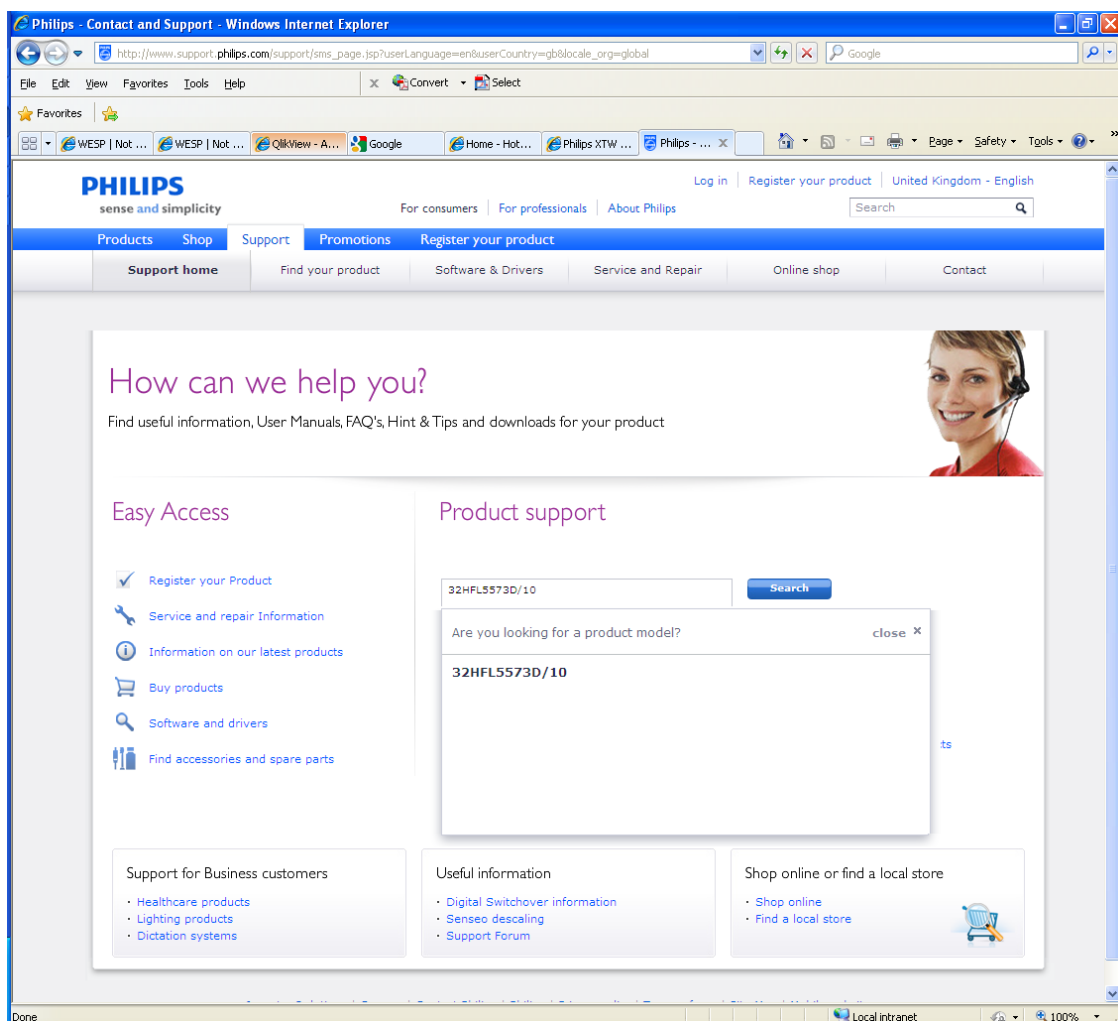 Philips - Contact and Support - Windows Internet Explorer
http://www.support.philips.com/support/sms_page.jsp?userLanguage=en&userCountry=gb&locale_org=global
Google
File Edit View Favorites Tools Help
x Convert Select
Favorites
WESP | Not ... WESP | Not ... QlikView - A... Google Home - Hot... Philips XTW ... Philips - ... X Page Safety Tools »
PHILIPS
sense and simplicity
Log in Register your product United Kingdom - English
For consumers For professionals About Philips
Search
Products Shop Support Promotions Register your product
Support home Find your product Software & Drivers Service and Repair Online shop Contact
How can we help you?
Find useful information, User Manuals, FAQ's, Hint & Tips and downloads for your product
Easy Access
Product support
Register your Product
Service and repair Information
Information on our latest products
Buy products
Software and drivers
Find accessories and spare parts
32HFL5573D/10
Search
Are you looking for a product model?
close x
32HFL5573D/10
ts
Support for Business customers
· Healthcare products
· Lighting products
· Dictation systems
Useful information
· Digital Switchover information
· Senseo descaling
· Support Forum
Shop online or find a local store
· Shop online
· Find a local store
Done
Local intranet
100%